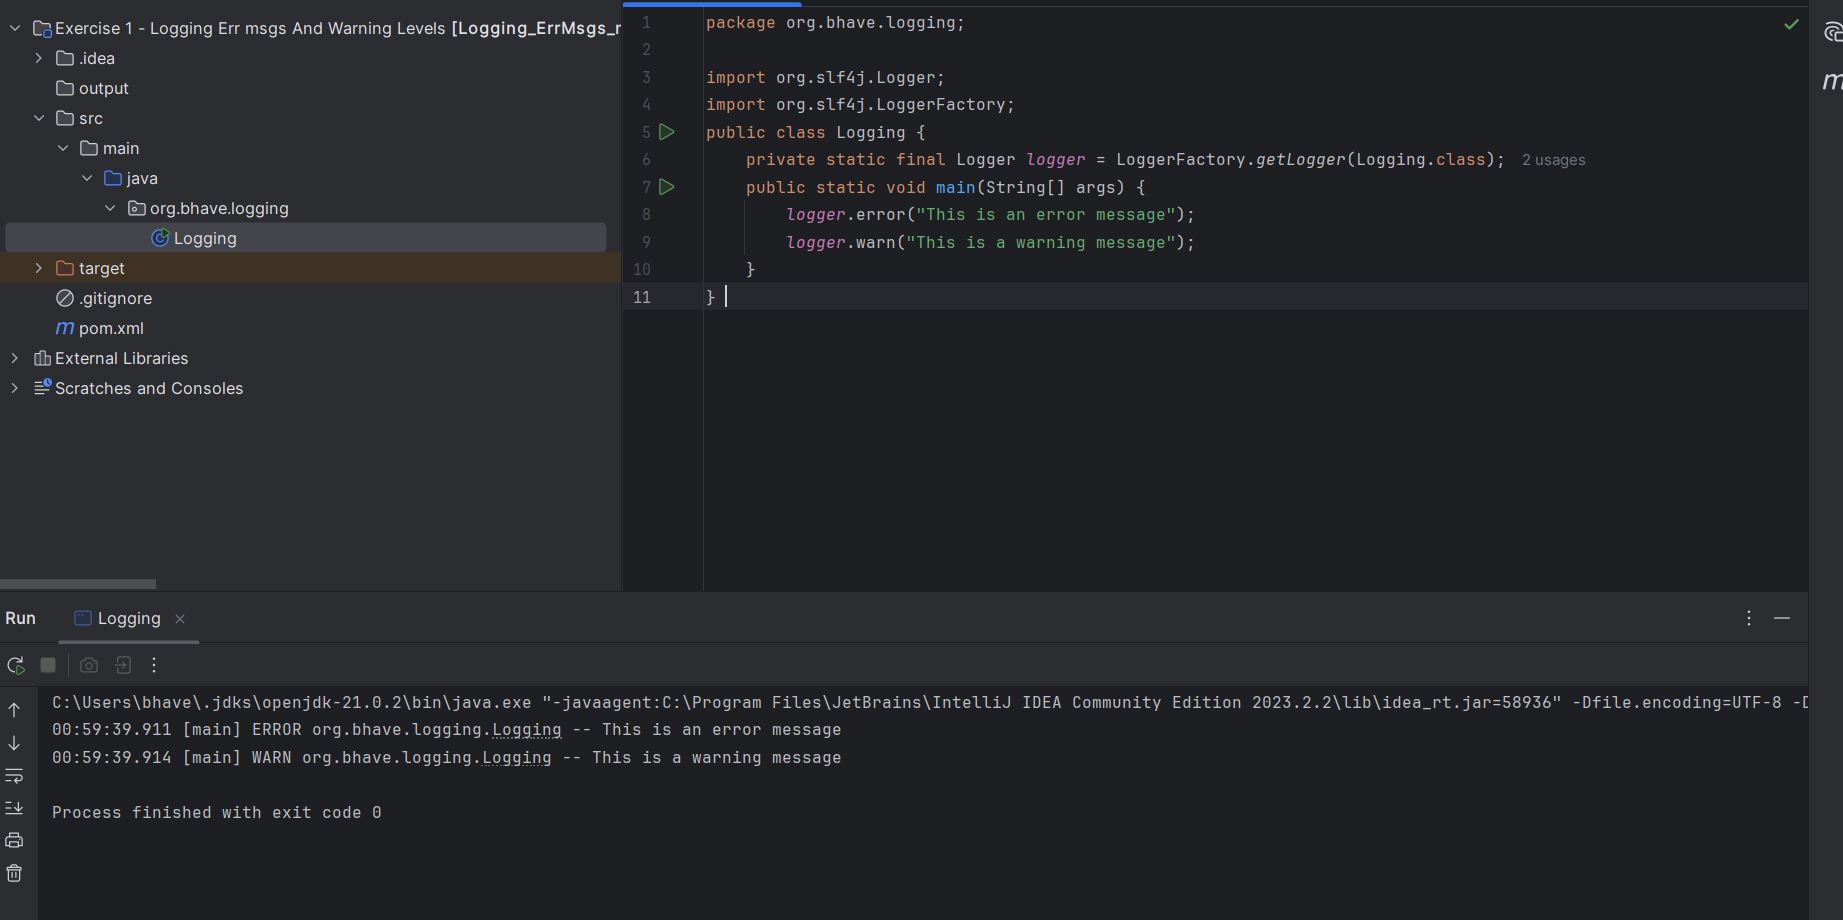 Exercise 1 - Logging Err msgs And Warning Levels [Logging_ErrMsgs_
.idea
output
src
main
java
org.bhave.logging
Logging
target
.gitignore
m pom.xml
External Libraries
Scratches and Consoles
1 package org.bhave.logging;
2
3 import org.slf4j.Logger;
4 import org.slf4j.LoggerFactory;
5 public class Logging {
6 private static final Logger logger = LoggerFactory.getLogger(Logging.class); 2 usages
7 public static void main(String[] args) {
8 logger.error("This is an error message");
9 logger.warn("This is a warning message");
10 }
11 }
m
Run Logging
C:\Users\bhave\.jdks\openjdk-21.0.2\bin\java.exe "-javaagent:C:\Program Files\JetBrains\IntelliJ IDEA Community Edition 2023.2.2\lib\idea_rt.jar=58936" -Dfile.encoding=UTF-8 -D
00:59:39.911 [main] ERROR org.bhave.logging.Logging -- This is an error message
00:59:39.914 [main] WARN org.bhave.logging.Logging -- This is a warning message
Process finished with exit code 0